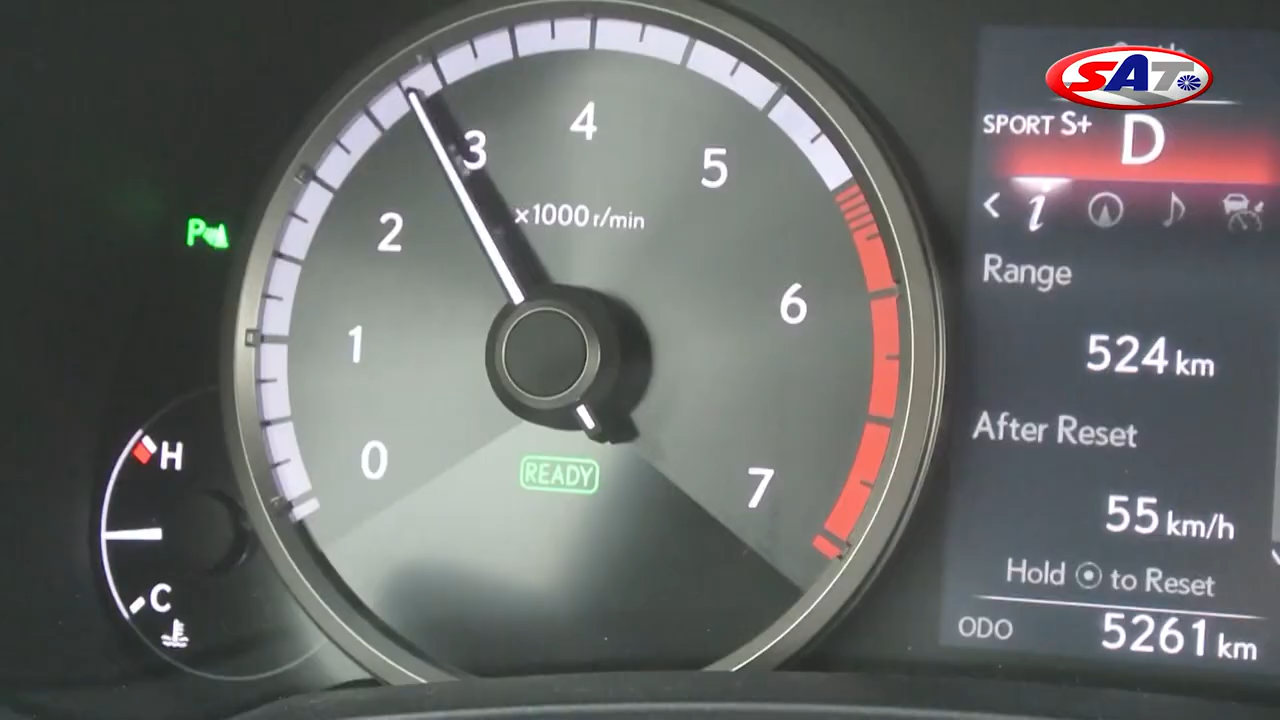 SAT
SPORT S+ D
4
3
5
×1000 r/min
2
P
1
6
0
7
READY
H
C
Range
524 km
After Reset
55 km/h
Hold to Reset
ODO 5261 km